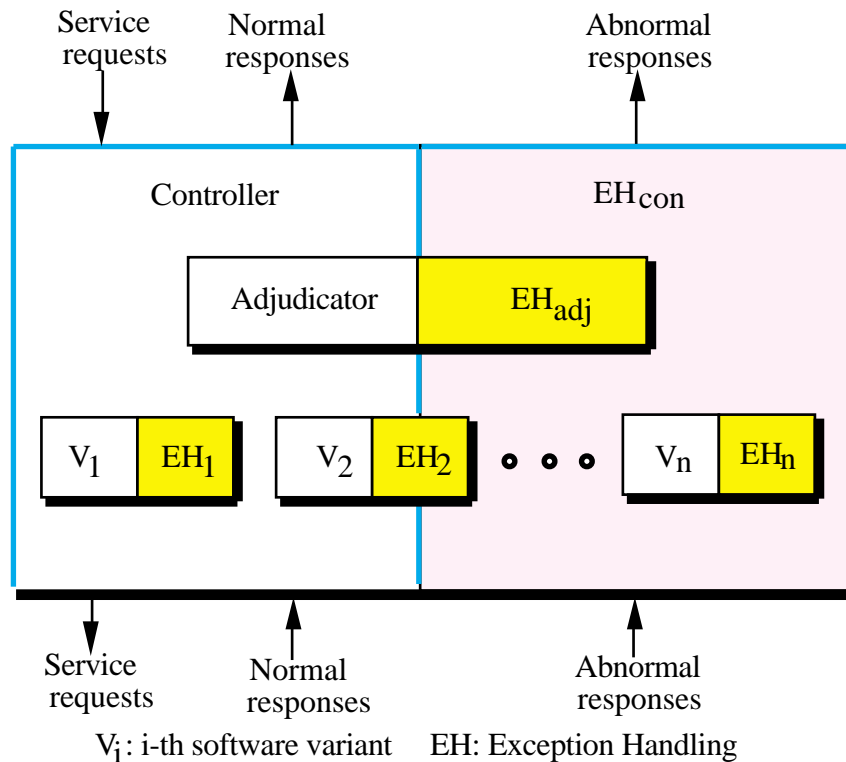 Service
requests
Normal
responses
Abnormal
responses
Controller
EHcon
Adjudicator
EHadj
V1
EH1
V2
EH2
Vn
EHn
Service
requests
Normal
responses
Abnormal
responses
Vi: i-th software variant EH: Exception Handling